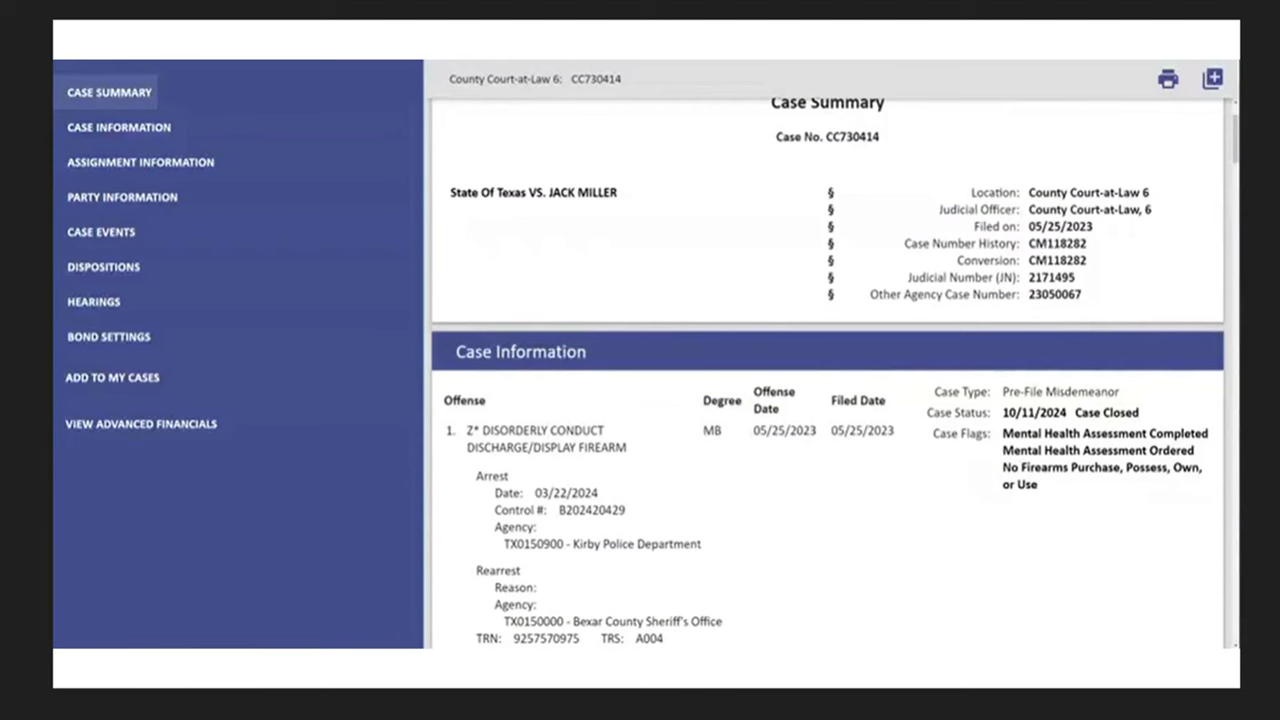 CASE SUMMARY
CASE INFORMATION
ASSIGNMENT INFORMATION
PARTY INFORMATION
CASE EVENTS
DISPOSITIONS
HEARINGS
BOND SETTINGS
ADD TO MY CASES
VIEW ADVANCED FINANCIALS
County Court-at-Law 6: CC730414
Case Summary
Case No. CC730414
State Of Texas VS. JACK MILLER
§ Location: County Court-at-Law 6
§ Judicial Officer: County Court-at-Law, 6
§ Filed on: 05/25/2023
§ Case Number History: CM118282
§ Conversion: CM118282
§ Judicial Number (JN): 2171495
§ Other Agency Case Number: 23050067
Case Information
Offense Degree Offense Date Filed Date
1. Z* DISORDERLY CONDUCT MB 05/25/2023 05/25/2023
DISCHARGE/DISPLAY FIREARM
Arrest
Date: 03/22/2024
Control #: B202420429
Agency:
TX0150900 - Kirby Police Department
Rearrest
Reason:
Agency:
TX0150000 - Bexar County Sheriff's Office
TRN: 9257570975 TRS: A004
Case Type: Pre-File Misdemeanor
Case Status: 10/11/2024 Case Closed
Case Flags: Mental Health Assessment Completed
Mental Health Assessment Ordered
No Firearms Purchase, Possess, Own,
or Use